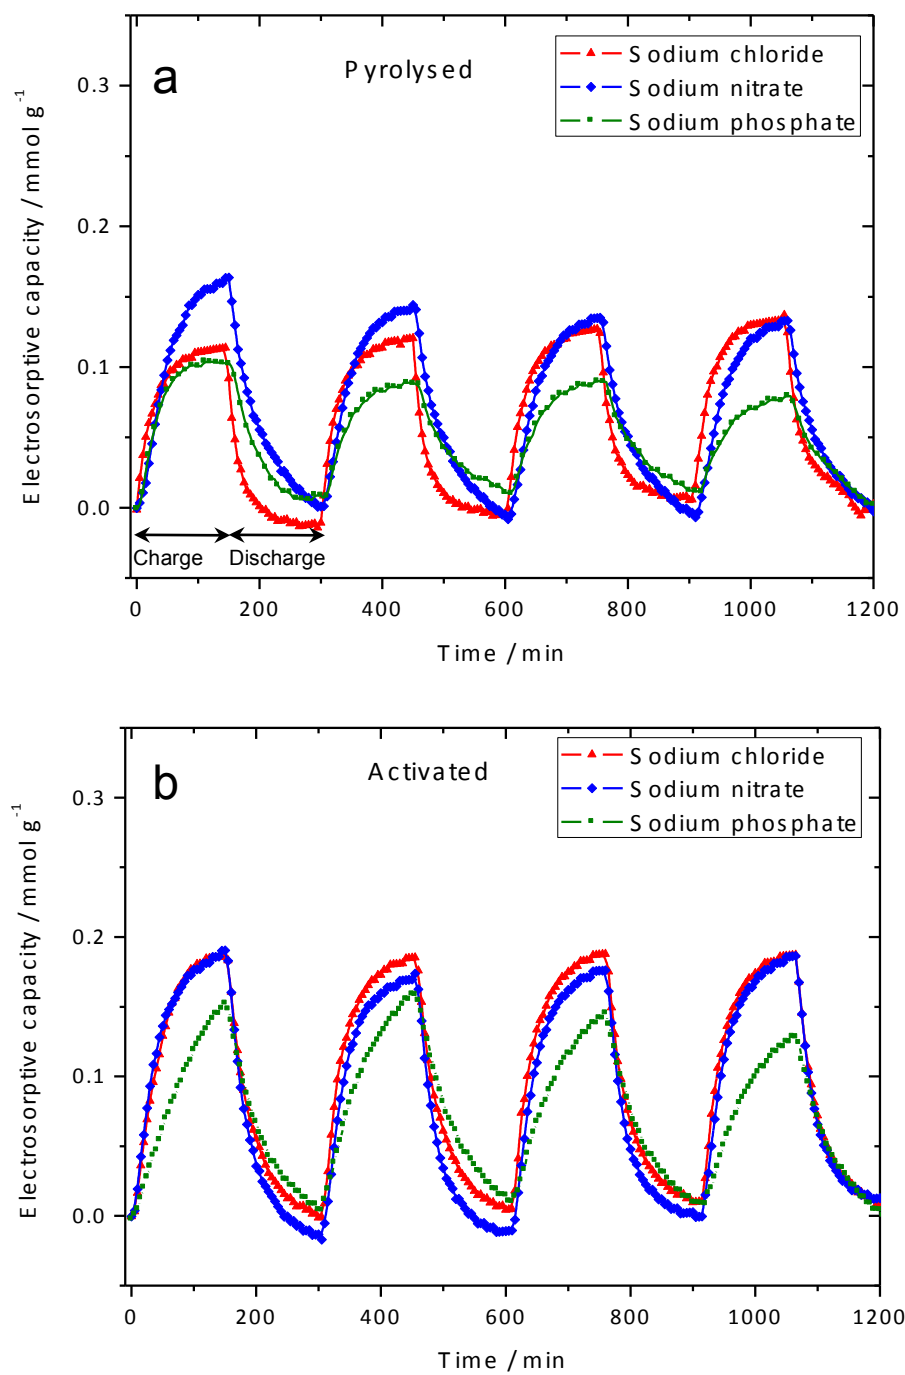 a
Pyrolysed
Sodium chloride
Sodium nitrate
Sodium phosphate
Electrosorptive capacity / mmol g⁻¹
0.3
0.2
0.1
0.0
Charge
Discharge
0
200
400
600
800
1000
1200
Time / min
b
Activated
Sodium chloride
Sodium nitrate
Sodium phosphate
Electrosorptive capacity / mmol g⁻¹
0.3
0.2
0.1
0.0
0
200
400
600
800
1000
1200
Time / min